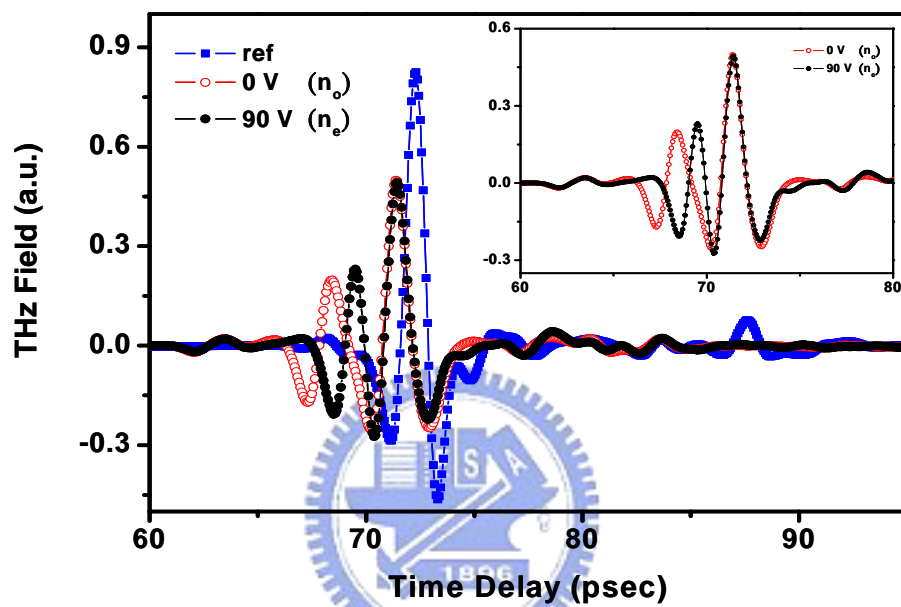 0.9
0.6
0.3
0.0
-0.3
THz Field (a.u.)
ref
0 V (nₒ)
90 V (nₑ)
60
70
80
90
Time Delay (psec)
0.6
0.3
0.0
-0.3
60
70
80
0 V (nₒ)
90 V (nₑ)
S A
1896